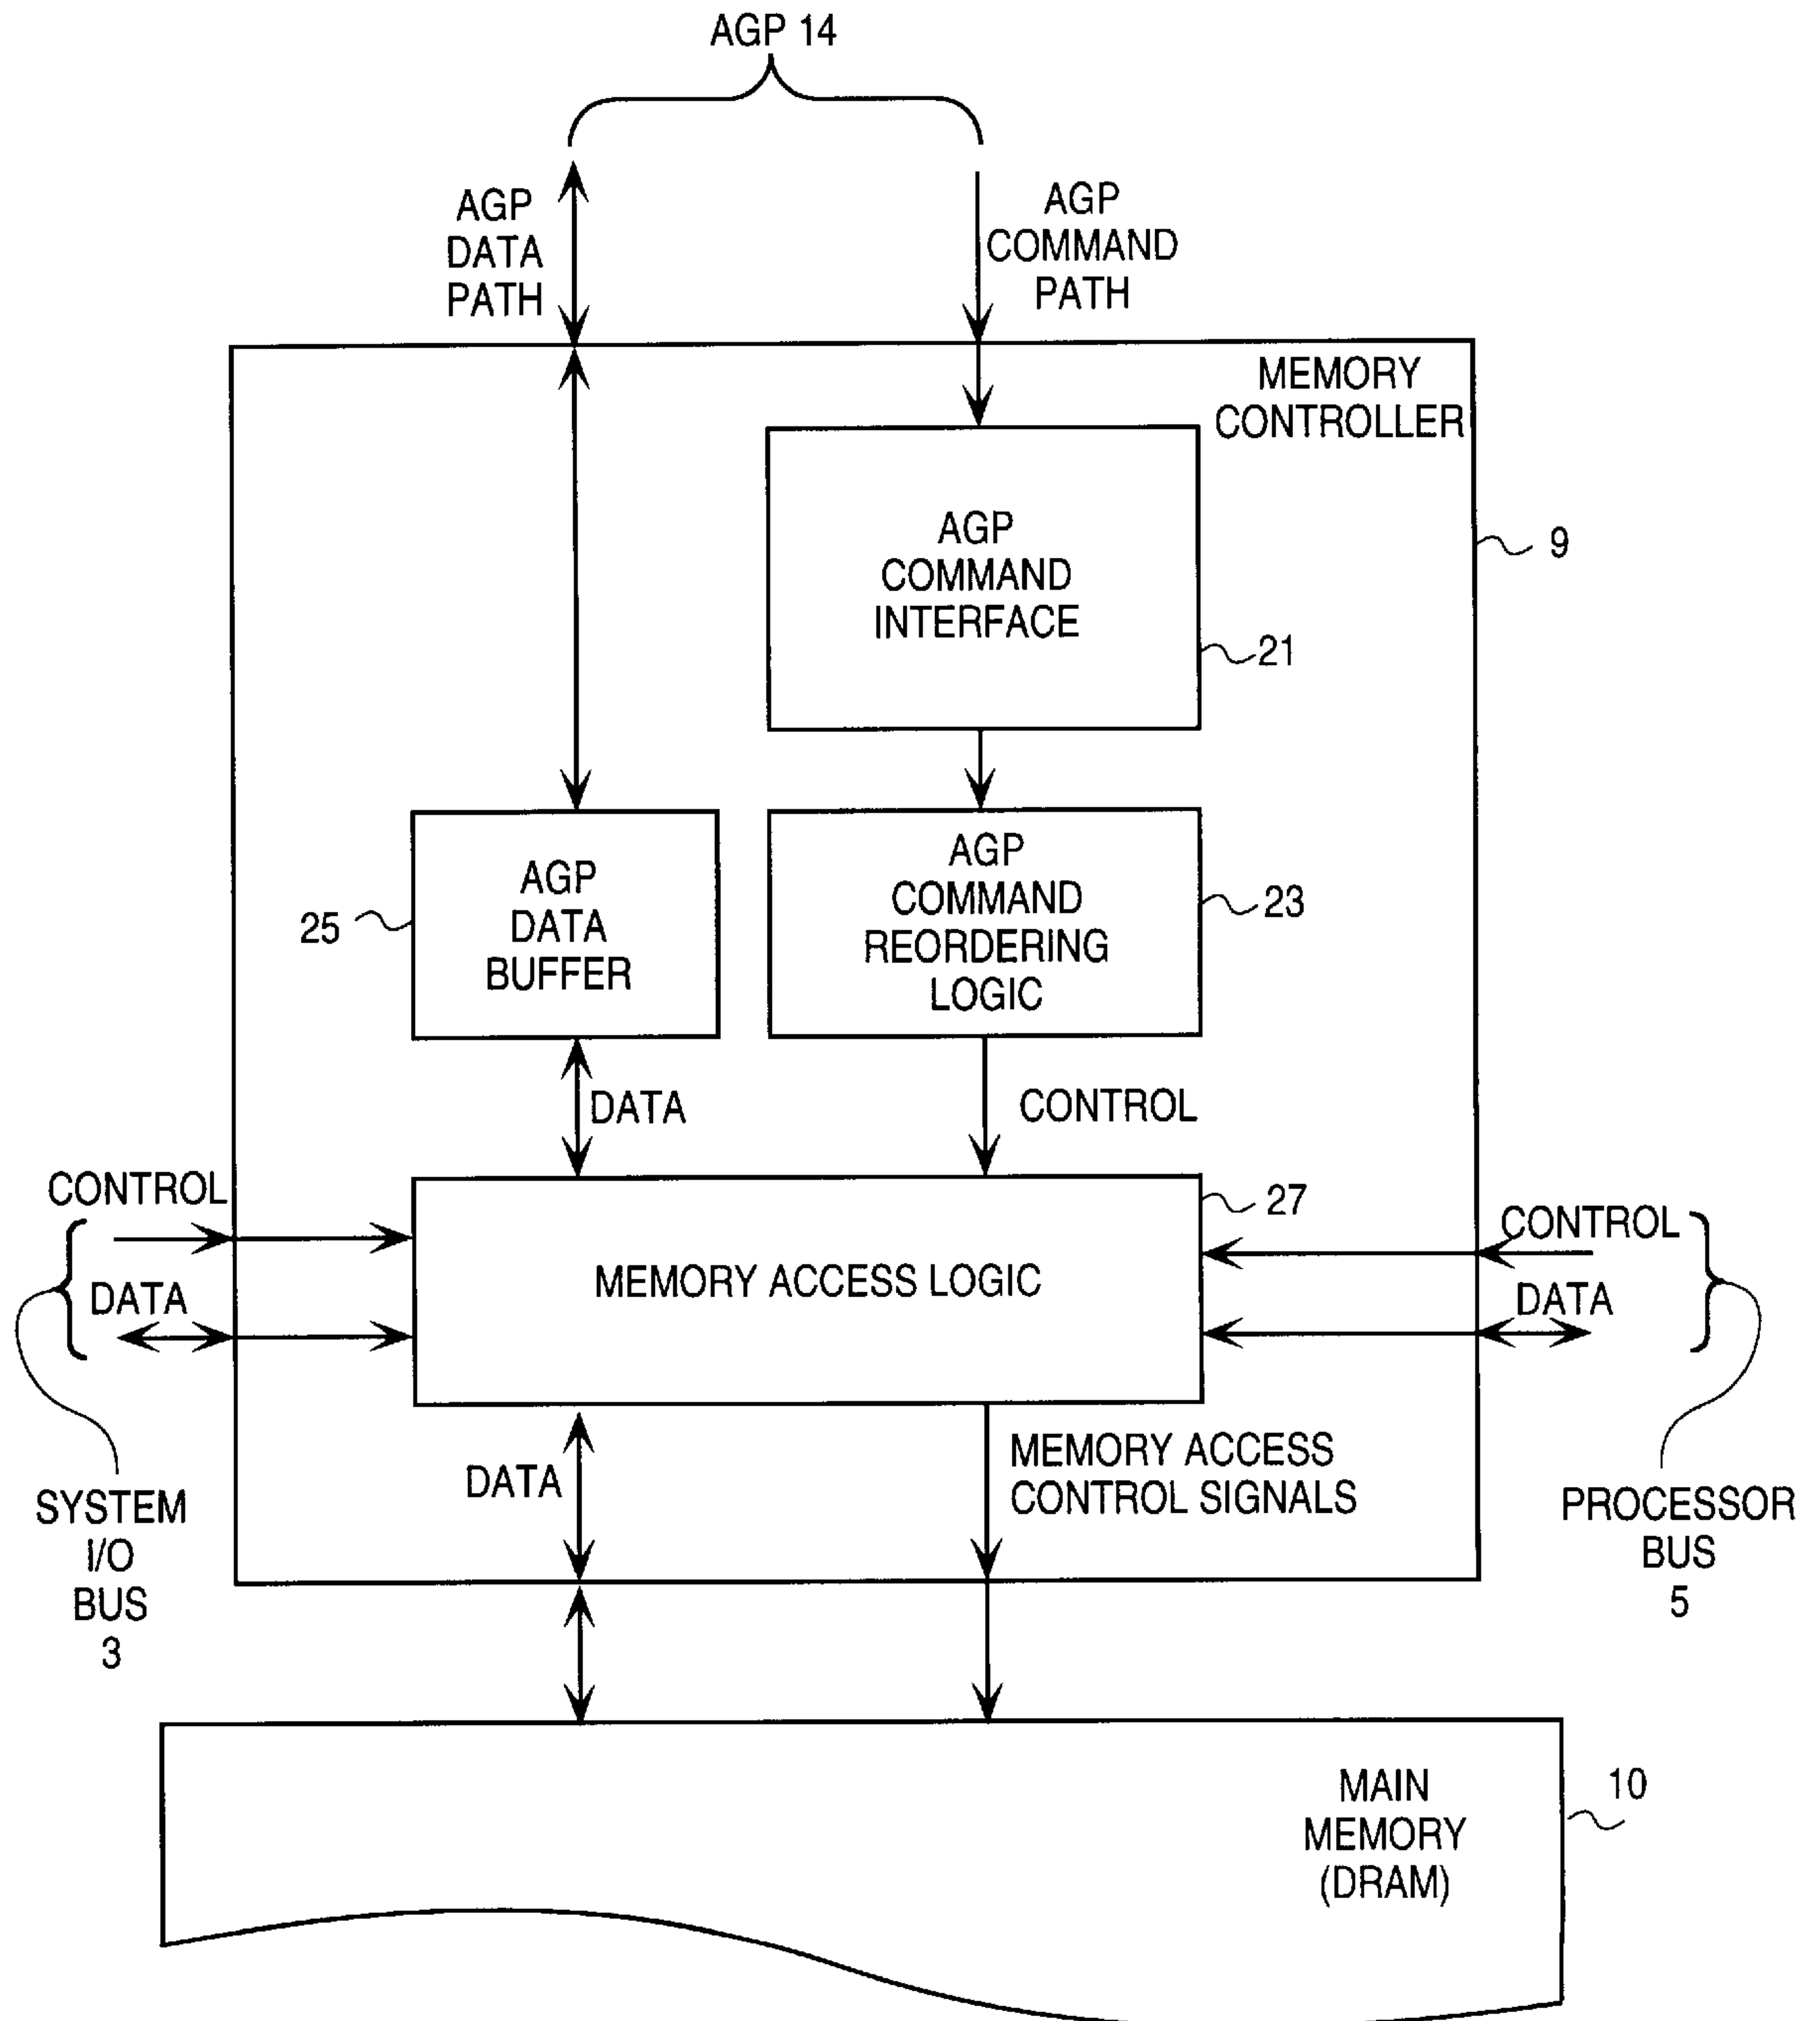 AGP 14
AGP
DATA
PATH
AGP
COMMAND
PATH
MEMORY
CONTROLLER
9
AGP
COMMAND
INTERFACE
21
AGP
DATA
BUFFER
25
AGP
COMMAND
REORDERING
LOGIC
23
DATA
CONTROL
CONTROL
DATA
SYSTEM
I/O
BUS
3
MEMORY ACCESS LOGIC
27
CONTROL
DATA
PROCESSOR
BUS
5
DATA
MEMORY ACCESS
CONTROL SIGNALS
MAIN
MEMORY
(DRAM)
10